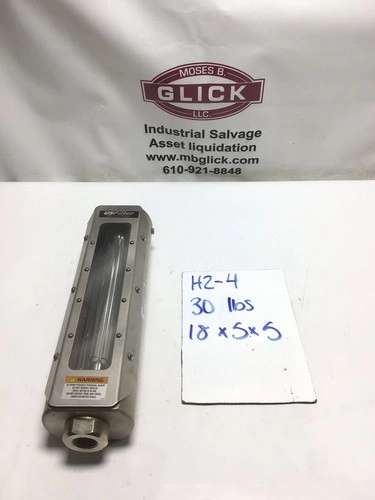 MOSES B.
GLICK
LLC.
Industrial Salvage
Asset liquidation
www.mbglick.com
610-921-8848
USFilter
H2-4
30 lbs
18 x 5 x 5
WARNING